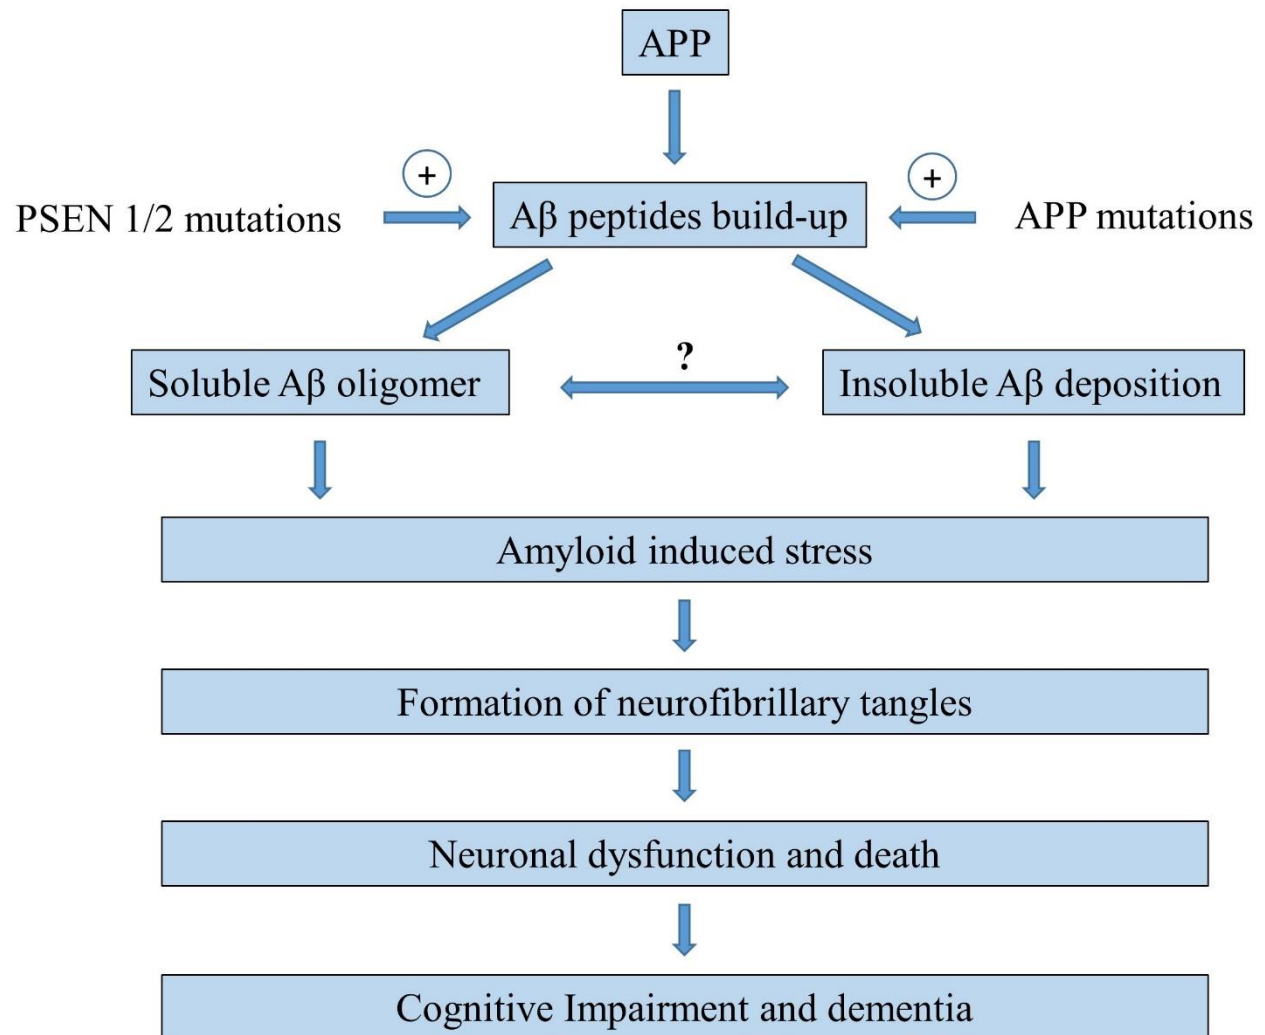 APP
+
+
PSEN 1/2 mutations
Aβ peptides build-up
APP mutations
?
Soluble Aβ oligomer
Insoluble Aβ deposition
Amyloid induced stress
Formation of neurofibrillary tangles
Neuronal dysfunction and death
Cognitive Impairment and dementia